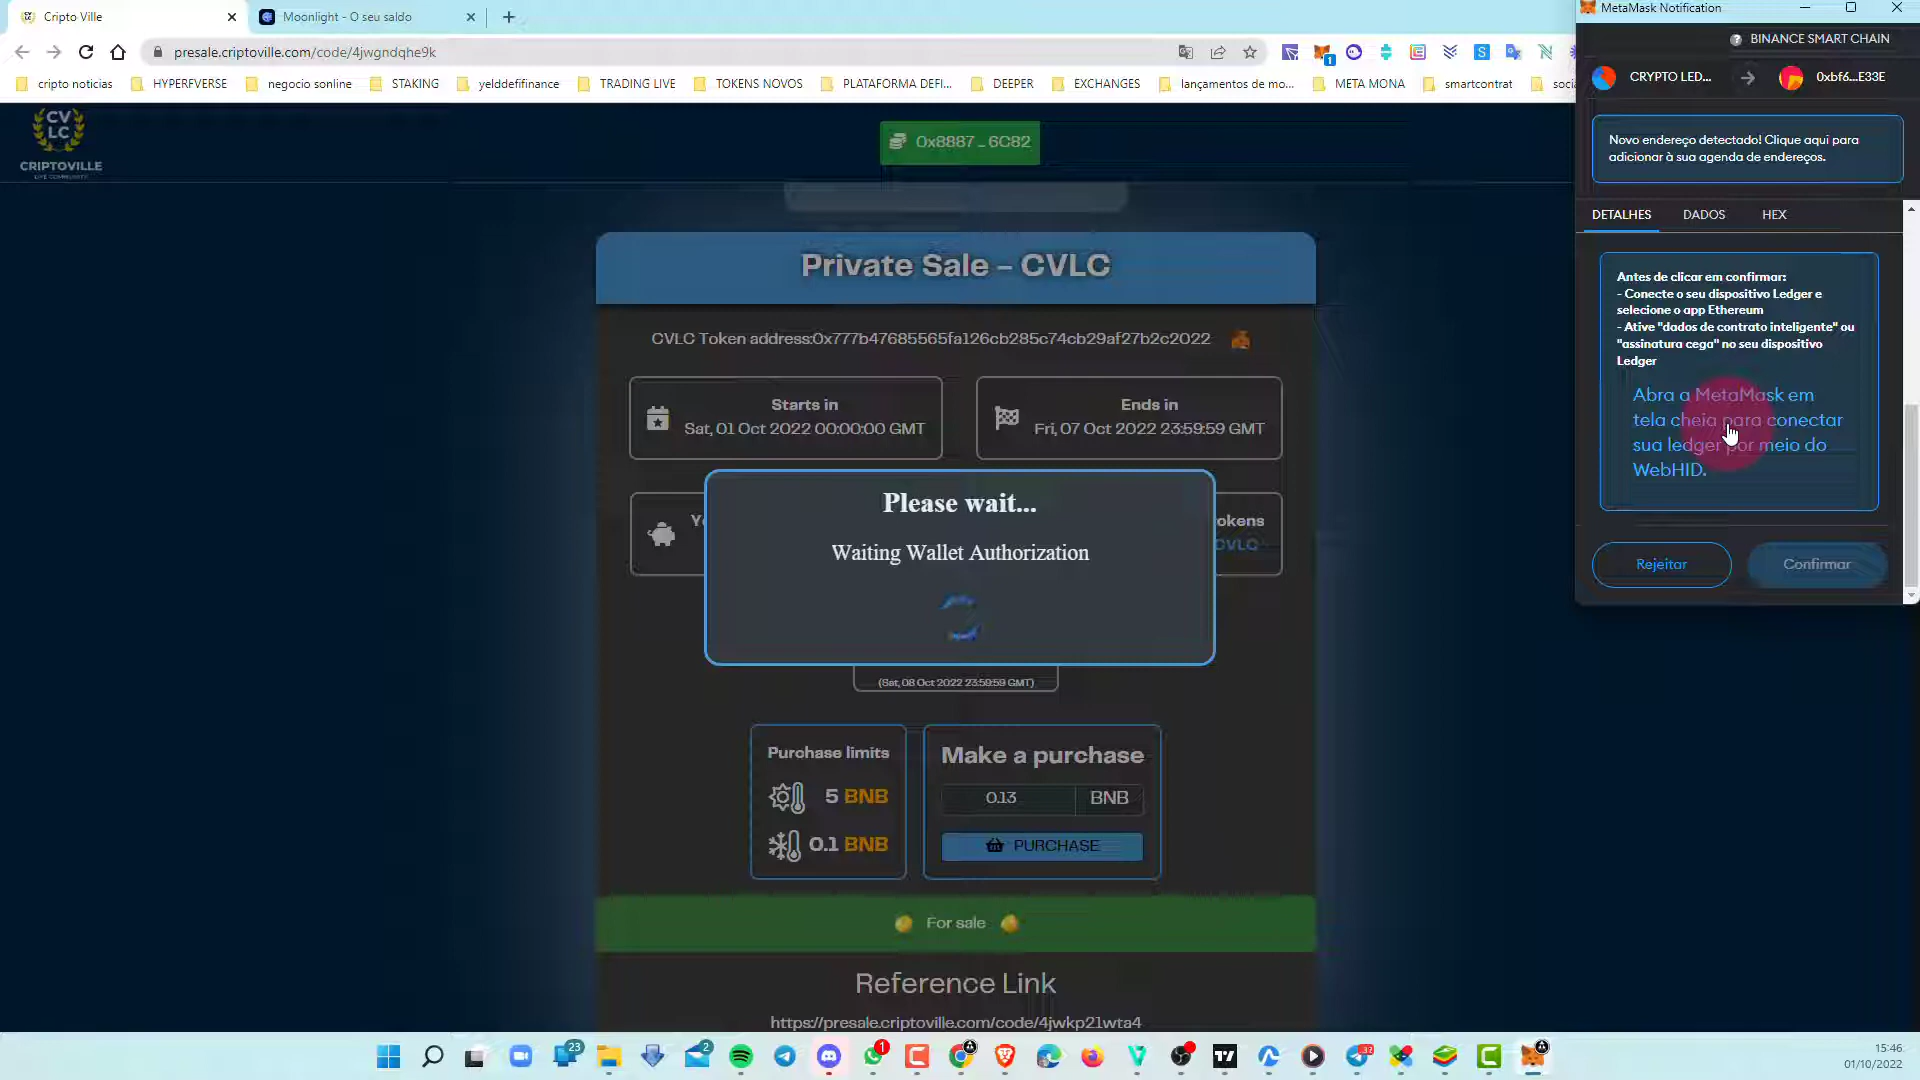 Cripto Ville
Moonlight - O seu saldo
presale.criptoville.com/code/4jwgndqhe9k
cripto noticias
HYPERFVERSE
negocio sonline
STAKING
yelddeffinance
TRADING LIVE
TOKENS NOVOS
PLATAFORMA DEFI...
DEEPER
EXCHANGES
lançamentos de mo...
META MONA
smartcontrat
CV
LC
CRIPTOVILLE
0x8887 _ 6C82
Private Sale - CVLC
CVLC Token address:0x777b47685565fa126cb285c74cb29af27b2c2022
Starts in
Sat, 01 Oct 2022 00:00:00 GMT
Ends in
Fri, 07 Oct 2022 23:59:59 GMT
CVLC
Please wait...
Waiting Wallet Authorization
(Sat, 08 Oct 2022 23:59:59 GMT)
Purchase limits
5 BNB
0.1 BNB
Make a purchase
0.13
BNB
PURCHASE
For sale
Reference Link
https://presale.criptoville.com/code/4jwkp21wta4
MetaMask Notification
BINANCE SMART CHAIN
CRYPTO LED...
0xbf6...E33E
Novo endereço detectado! Clique aqui para
adicionar à sua agenda de endereços.
DETALHES
DADOS
HEX
Antes de clicar em confirmar:
- Conecte o seu dispositivo Ledger e
selecione o app Ethereum
- Ative "dados de contrato inteligente" ou
"assinatura cega" no seu dispositivo
Ledger
Abra a MetaMask em
tela cheia para conectar
sua ledger por meio do
WebHID.
Rejeitar
Confirmar
23
2
1
15:46
01/10/2022